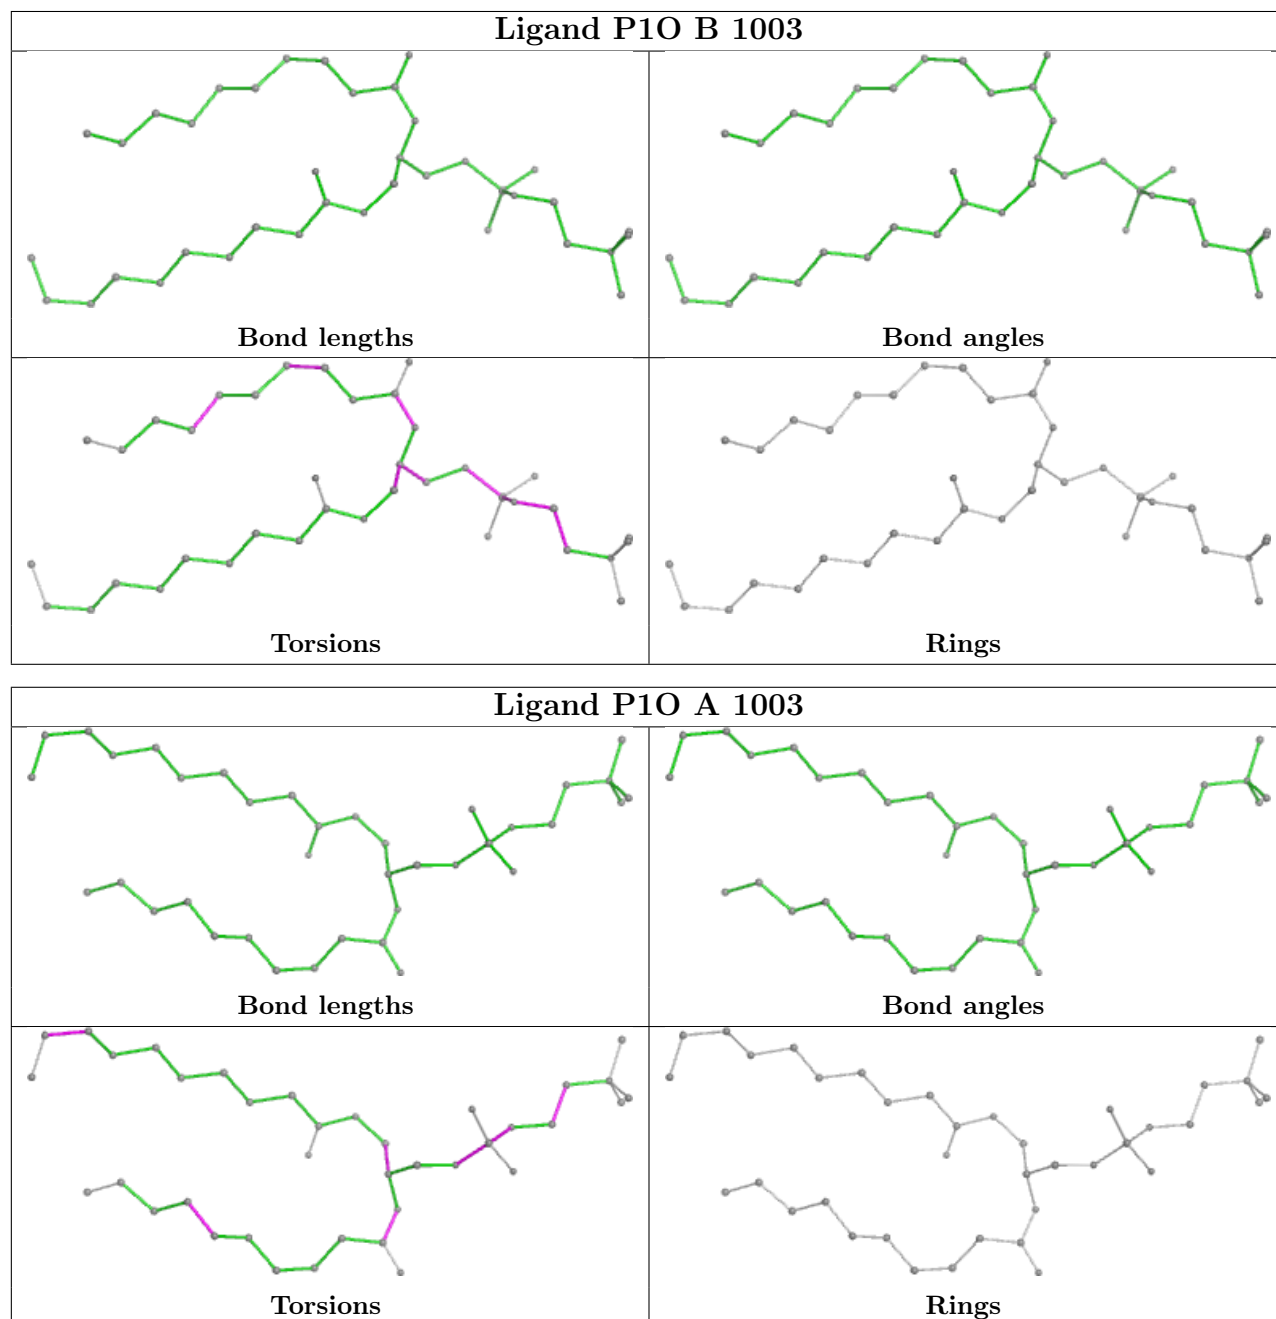 Ligand P1O B 1003
Bond lengths
Bond angles
Torsions
Rings
Ligand P1O A 1003
Bond lengths
Bond angles
Torsions
Rings